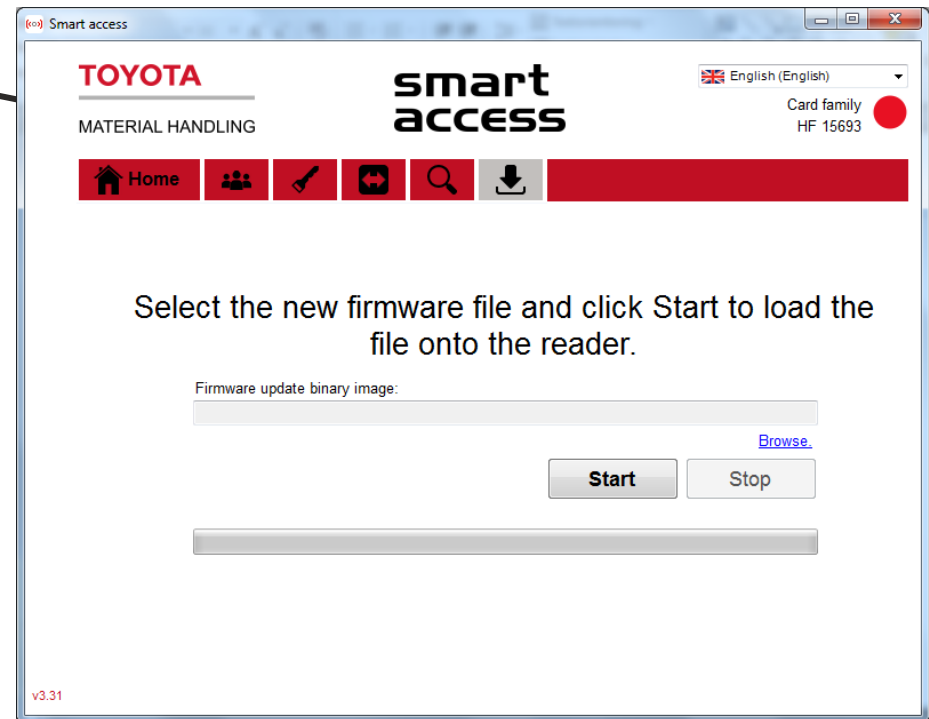 Smart access
TOYOTA
MATERIAL HANDLING
smart
access
English (English)
Card family
HF 15693
Home
Select the new firmware file and click Start to load the
file onto the reader.
Firmware update binary image:
Browse.
Start
Stop
v3.31